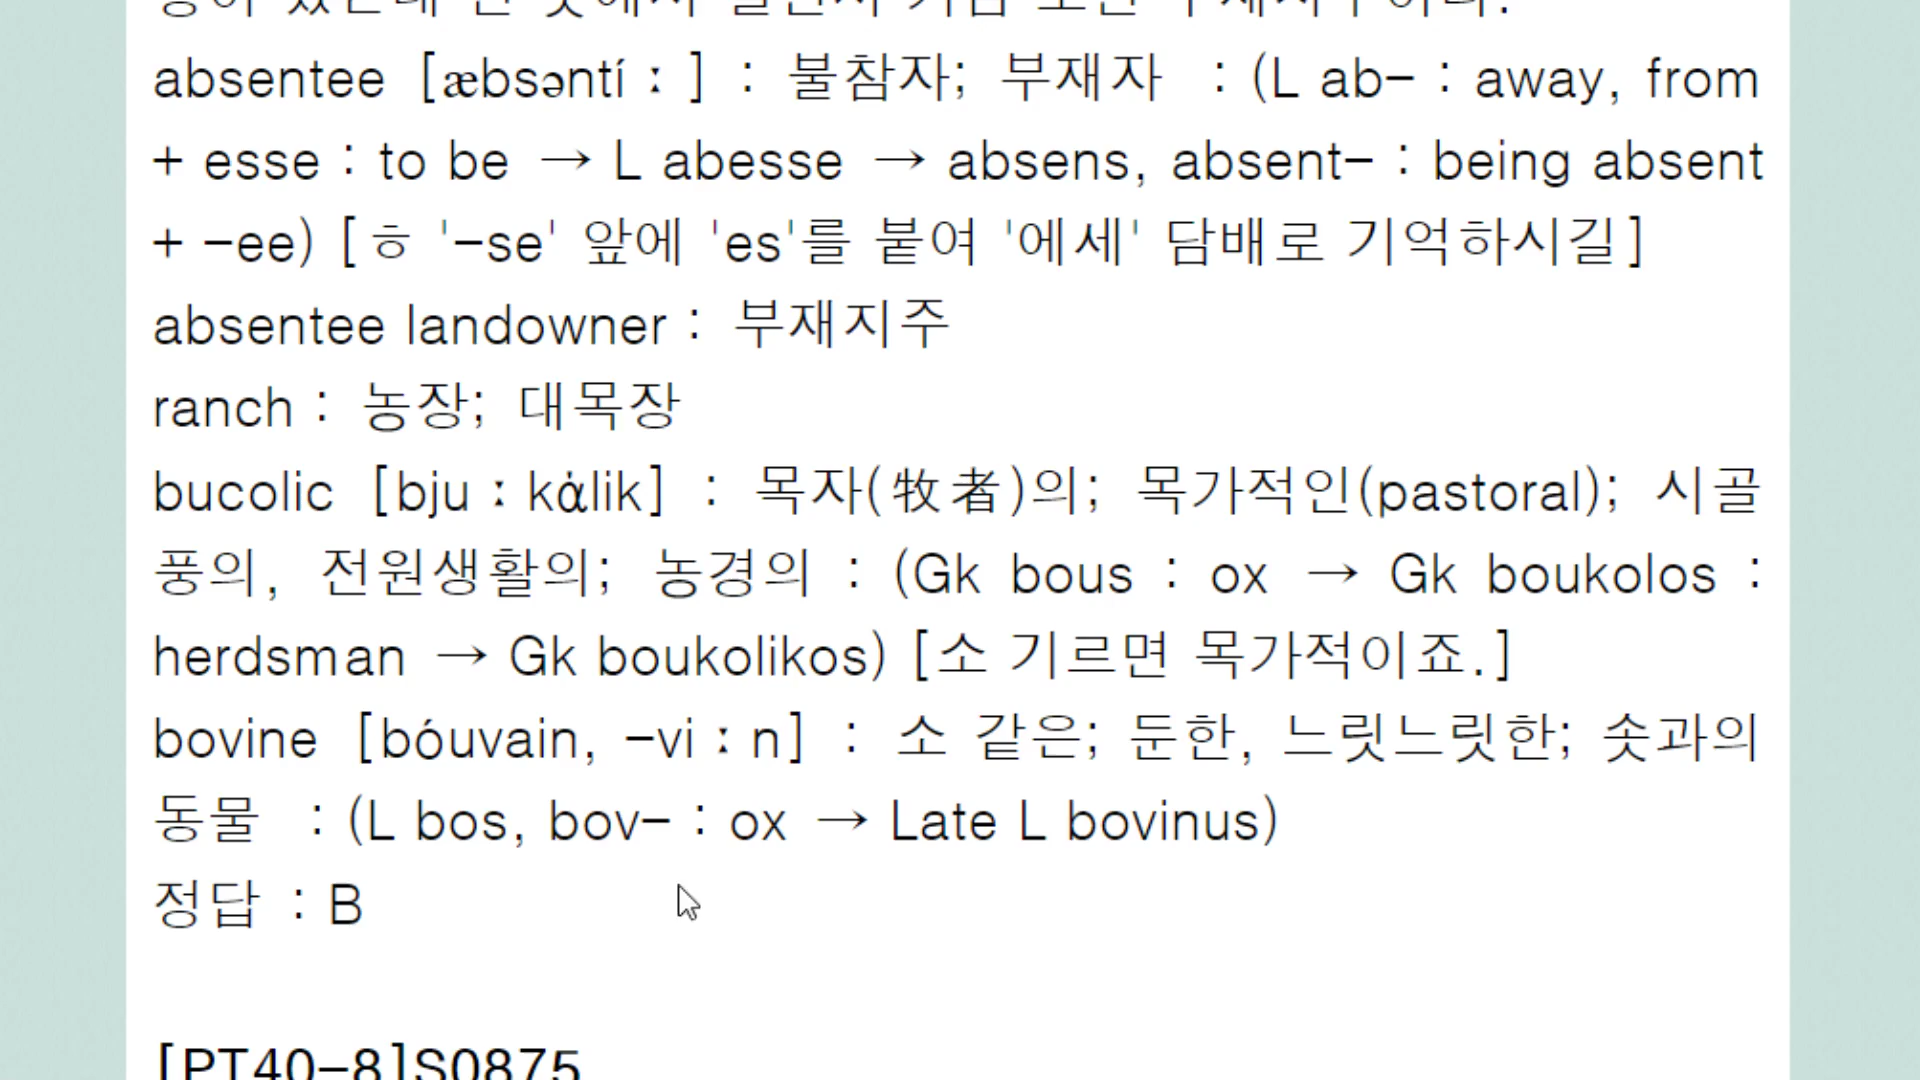 absentee [æbsəntíː] : 불참자; 부재자 : (L ab- : away, from
+ esse : to be → L abesse → absens, absent- : being absent
+ -ee) [ㅎ '-se' 앞에 'es'를 붙여 '에세' 담배로 기억하시길]
absentee landowner : 부재지주
ranch : 농장; 대목장
bucolic [bjuːkάlik] : 목자(牧者)의; 목가적인(pastoral); 시골
풍의, 전원생활의; 농경의 : (Gk bous : ox → Gk boukolos :
herdsman → Gk boukolikos) [소 기르면 목가적이죠.]
bovine [bóuvain, -viːn] : 소 같은; 둔한, 느릿느릿한; 솟과의
동물 : (L bos, bov- : ox → Late L bovinus)
정답 : B
[PT40-8]S0875